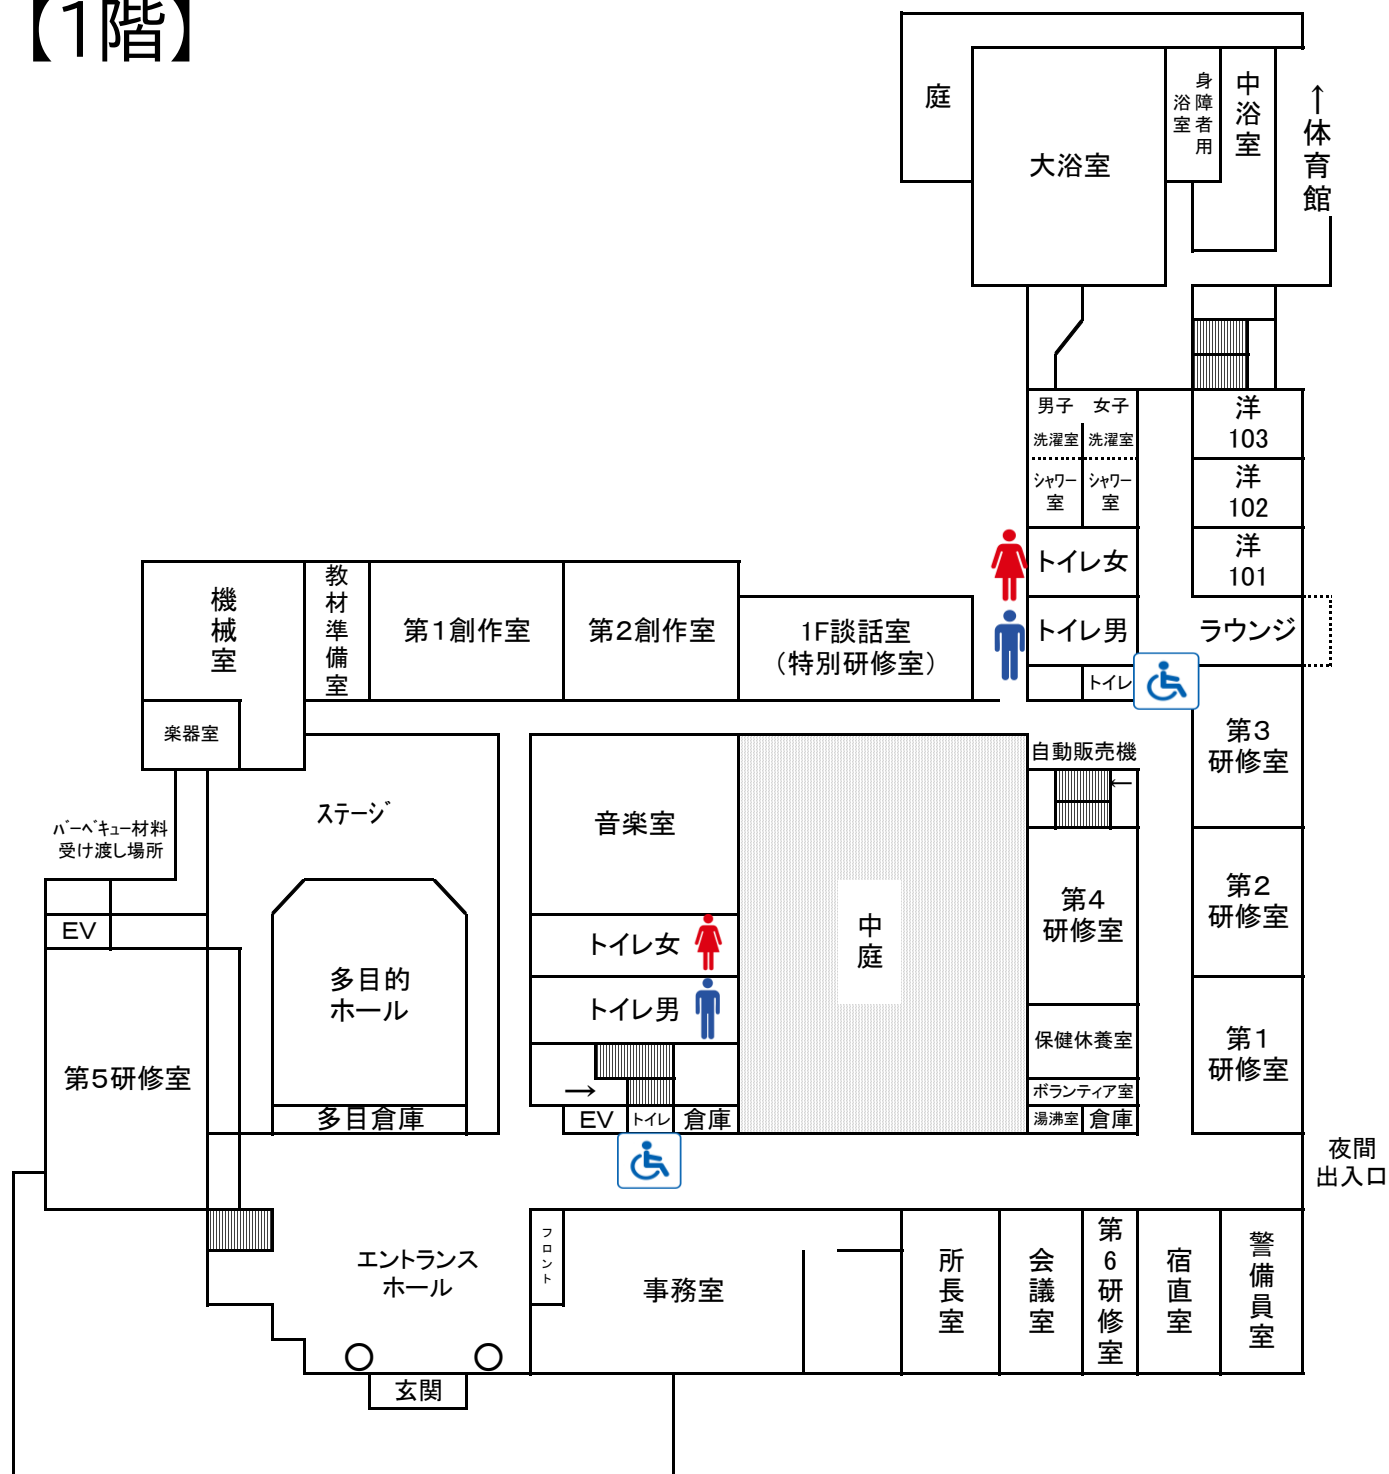 【1階】
庭
大浴室
身障者用
浴室
中浴室
↑体育館
男子
女子
洗濯室
洗濯室
シャワー
室
シャワー
室
洋
103
洋
102
洋
101
トイレ女
トイレ男
トイレ
ラウンジ
機械室
教材準備室
第1創作室
第2創作室
1F談話室
（特別研修室）
楽器室
ステージ
音楽室
自動販売機
←
第3
研修室
バーベキュー材料
受け渡し場所
EV
多目的
ホール
トイレ女
トイレ男
中庭
第4
研修室
第2
研修室
第5研修室
保健休養室
第1
研修室
→
ボランティア室
多目倉庫
EV
トイレ
倉庫
湯沸室
倉庫
夜間
出入口
エントランス
ホール
フロント
事務室
所長室
会議室
第6研修室
宿直室
警備員室
玄関